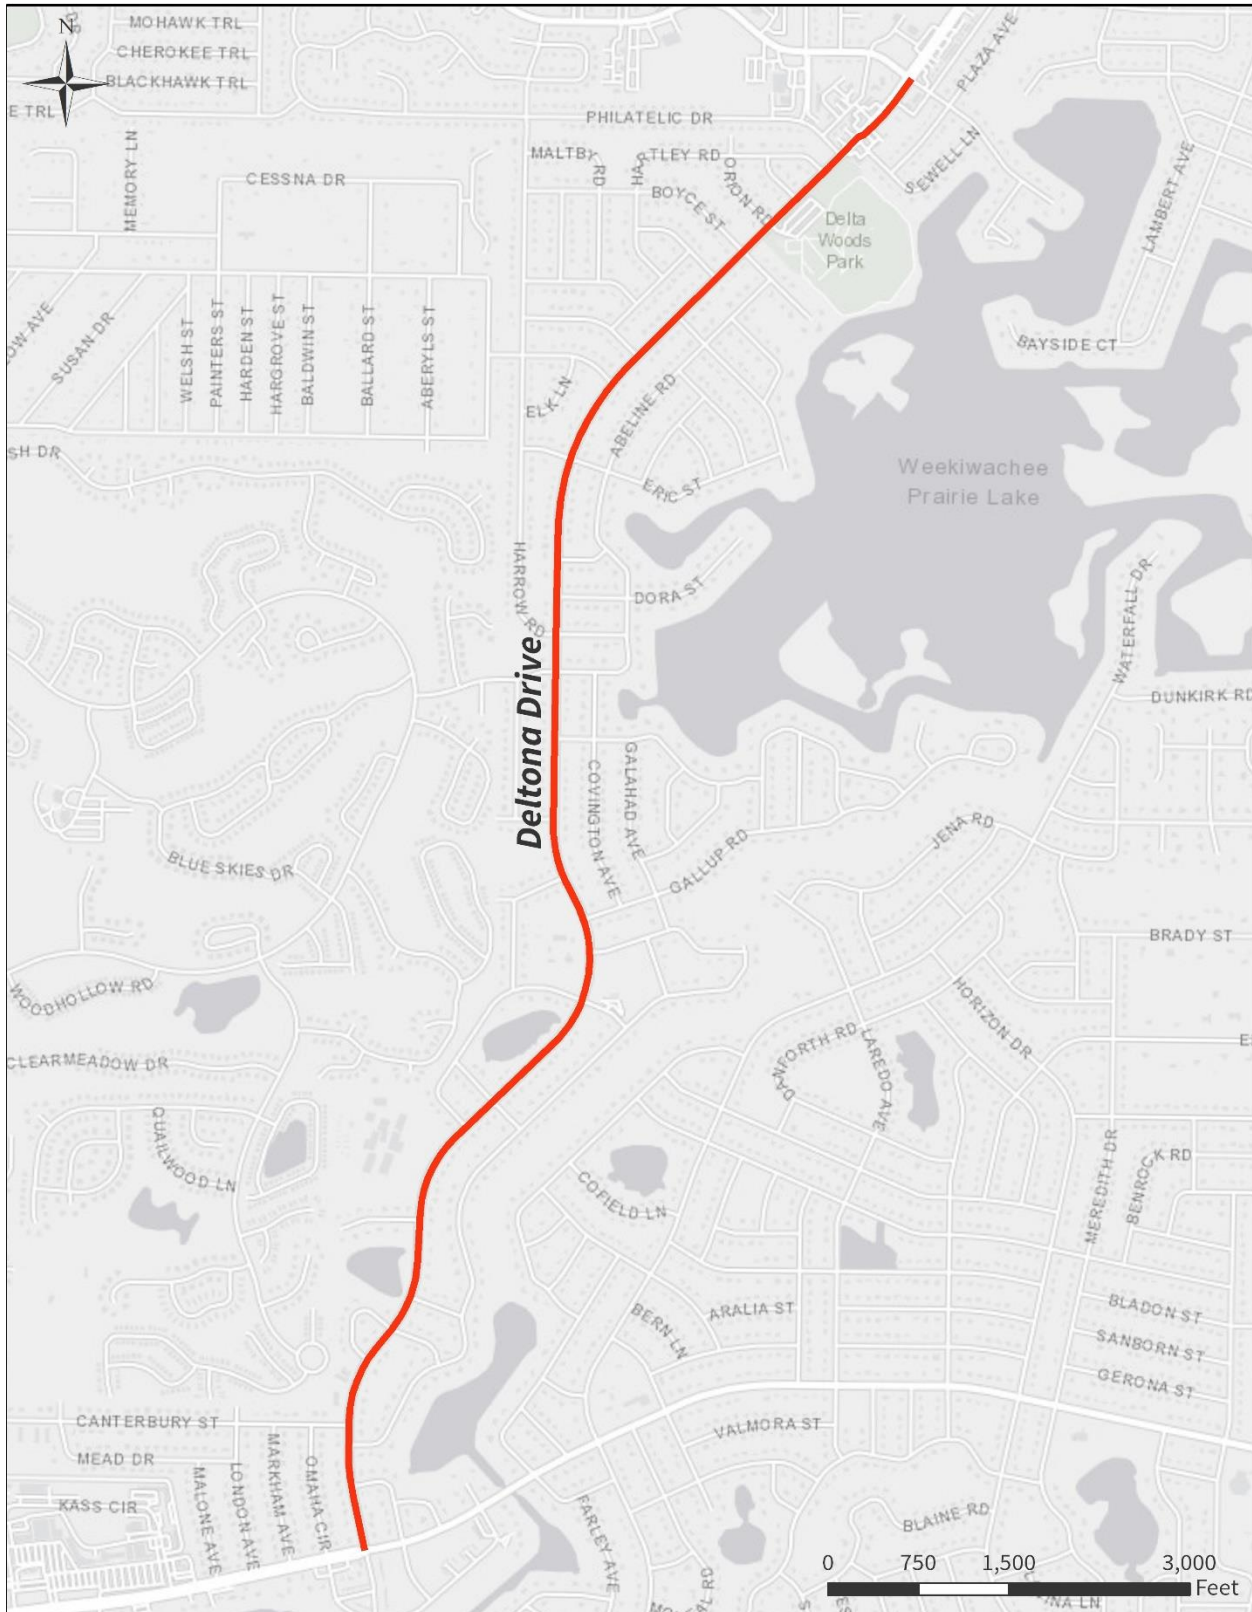 MOHAWK TRL
N
CHEROKEE TRL
BLACKHAWK TRL
PLAZA AVE
E TRL
PHILATELIC DR
MEMORY LN
MALTBY RD
HARTLEY RD
ORION RD
SEWELL LN
LAMBERT AVE
CESSNA DR
BOYCE ST
Delta
Woods
Park
OW AVE
SUSAN DR
WELSH ST
PAINTERS ST
HARDEN ST
HARGROVE ST
BALDWIN ST
BALLARD ST
ABERYLS ST
BAYSIDE CT
ELK LN
ABELINE RD
SH DR
ERIC ST
Weekiwachee
Prairie Lake
HARROW RD
DORA ST
WATERFALL DR
Deltona Drive
DUNKIRK RD
COVINGTON AVE
GALAHAD AVE
GALLUP RD
JENA RD
BLUE SKIES DR
BRADY ST
WOODHOLLOW RD
HORIZON DR
DANFORTH RD
LAREDO AVE
CLEARMEADOW DR
E
QUAILWOOD LN
MEREDITH DR
BENROCK RD
COFIELD LN
BERN LN
ARALIA ST
BLADON ST
SANBORN ST
GERONA ST
CANTERBURY ST
VALMORA ST
MEAD DR
KASS CIR
MALONE AVE
LONDON AVE
MARKHAM AVE
OMAHA CIR
FARLEY AVE
BLAINE RD
0 750 1,500 3,000
Feet
INA LN